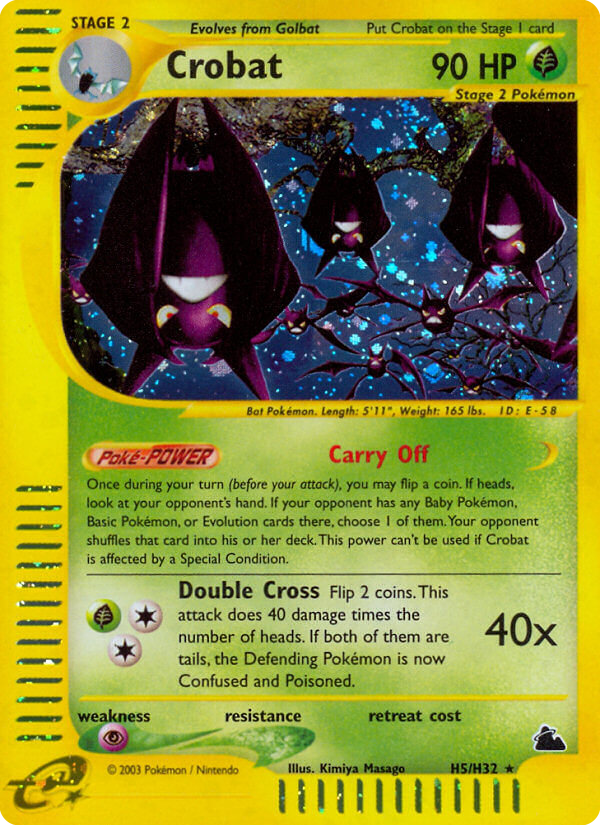 STAGE 2
Evolves from Golbat
Put Crobat on the Stage 1 card
Crobat
90 HP
Stage 2 Pokémon
Bat Pokémon. Length: 5'11", Weight: 165 lbs. ID: E-58
Poké-POWER
Carry Off
Once during your turn (before your attack), you may flip a coin. If heads,
look at your opponent's hand. If your opponent has any Baby Pokémon,
Basic Pokémon, or Evolution cards there, choose 1 of them. Your opponent
shuffles that card into his or her deck. This power can't be used if Crobat
is affected by a Special Condition.
Double Cross Flip 2 coins. This
attack does 40 damage times the
number of heads. If both of them are
tails, the Defending Pokémon is now
Confused and Poisoned.
40x
weakness
resistance
retreat cost
© 2003 Pokémon / Nintendo
Illus. Kimiya Masago
H5/H32 ★